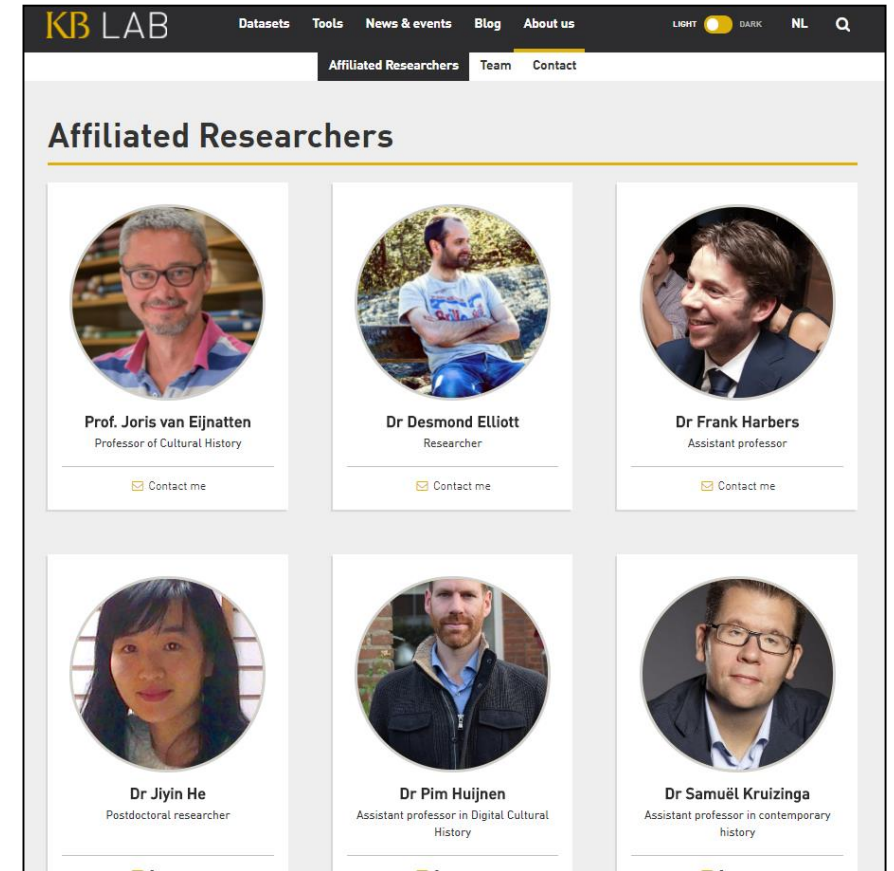 KB LAB
Datasets Tools News & events Blog About us
LIGHT DARK NL
Affiliated Researchers Team Contact
Affiliated Researchers
Prof. Joris van Eijnatten
Professor of Cultural History
Contact me
Dr Desmond Elliott
Researcher
Contact me
Dr Frank Harbers
Assistant professor
Contact me
Dr Jiyin He
Postdoctoral researcher
Dr Pim Huijnen
Assistant professor in Digital Cultural
History
Dr Samuël Kruizinga
Assistant professor in contemporary
history